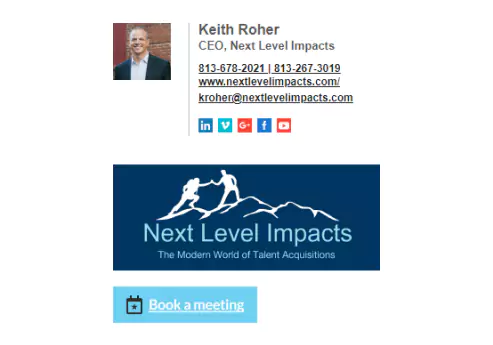 Keith Roher
CEO, Next Level Impacts
813-678-2021 | 813-267-3019
www.nextlevelimpacts.com/
kroher@nextlevelimpacts.com
in v G+ f
Next Level Impacts
The Modern World of Talent Acquisitions
Book a meeting